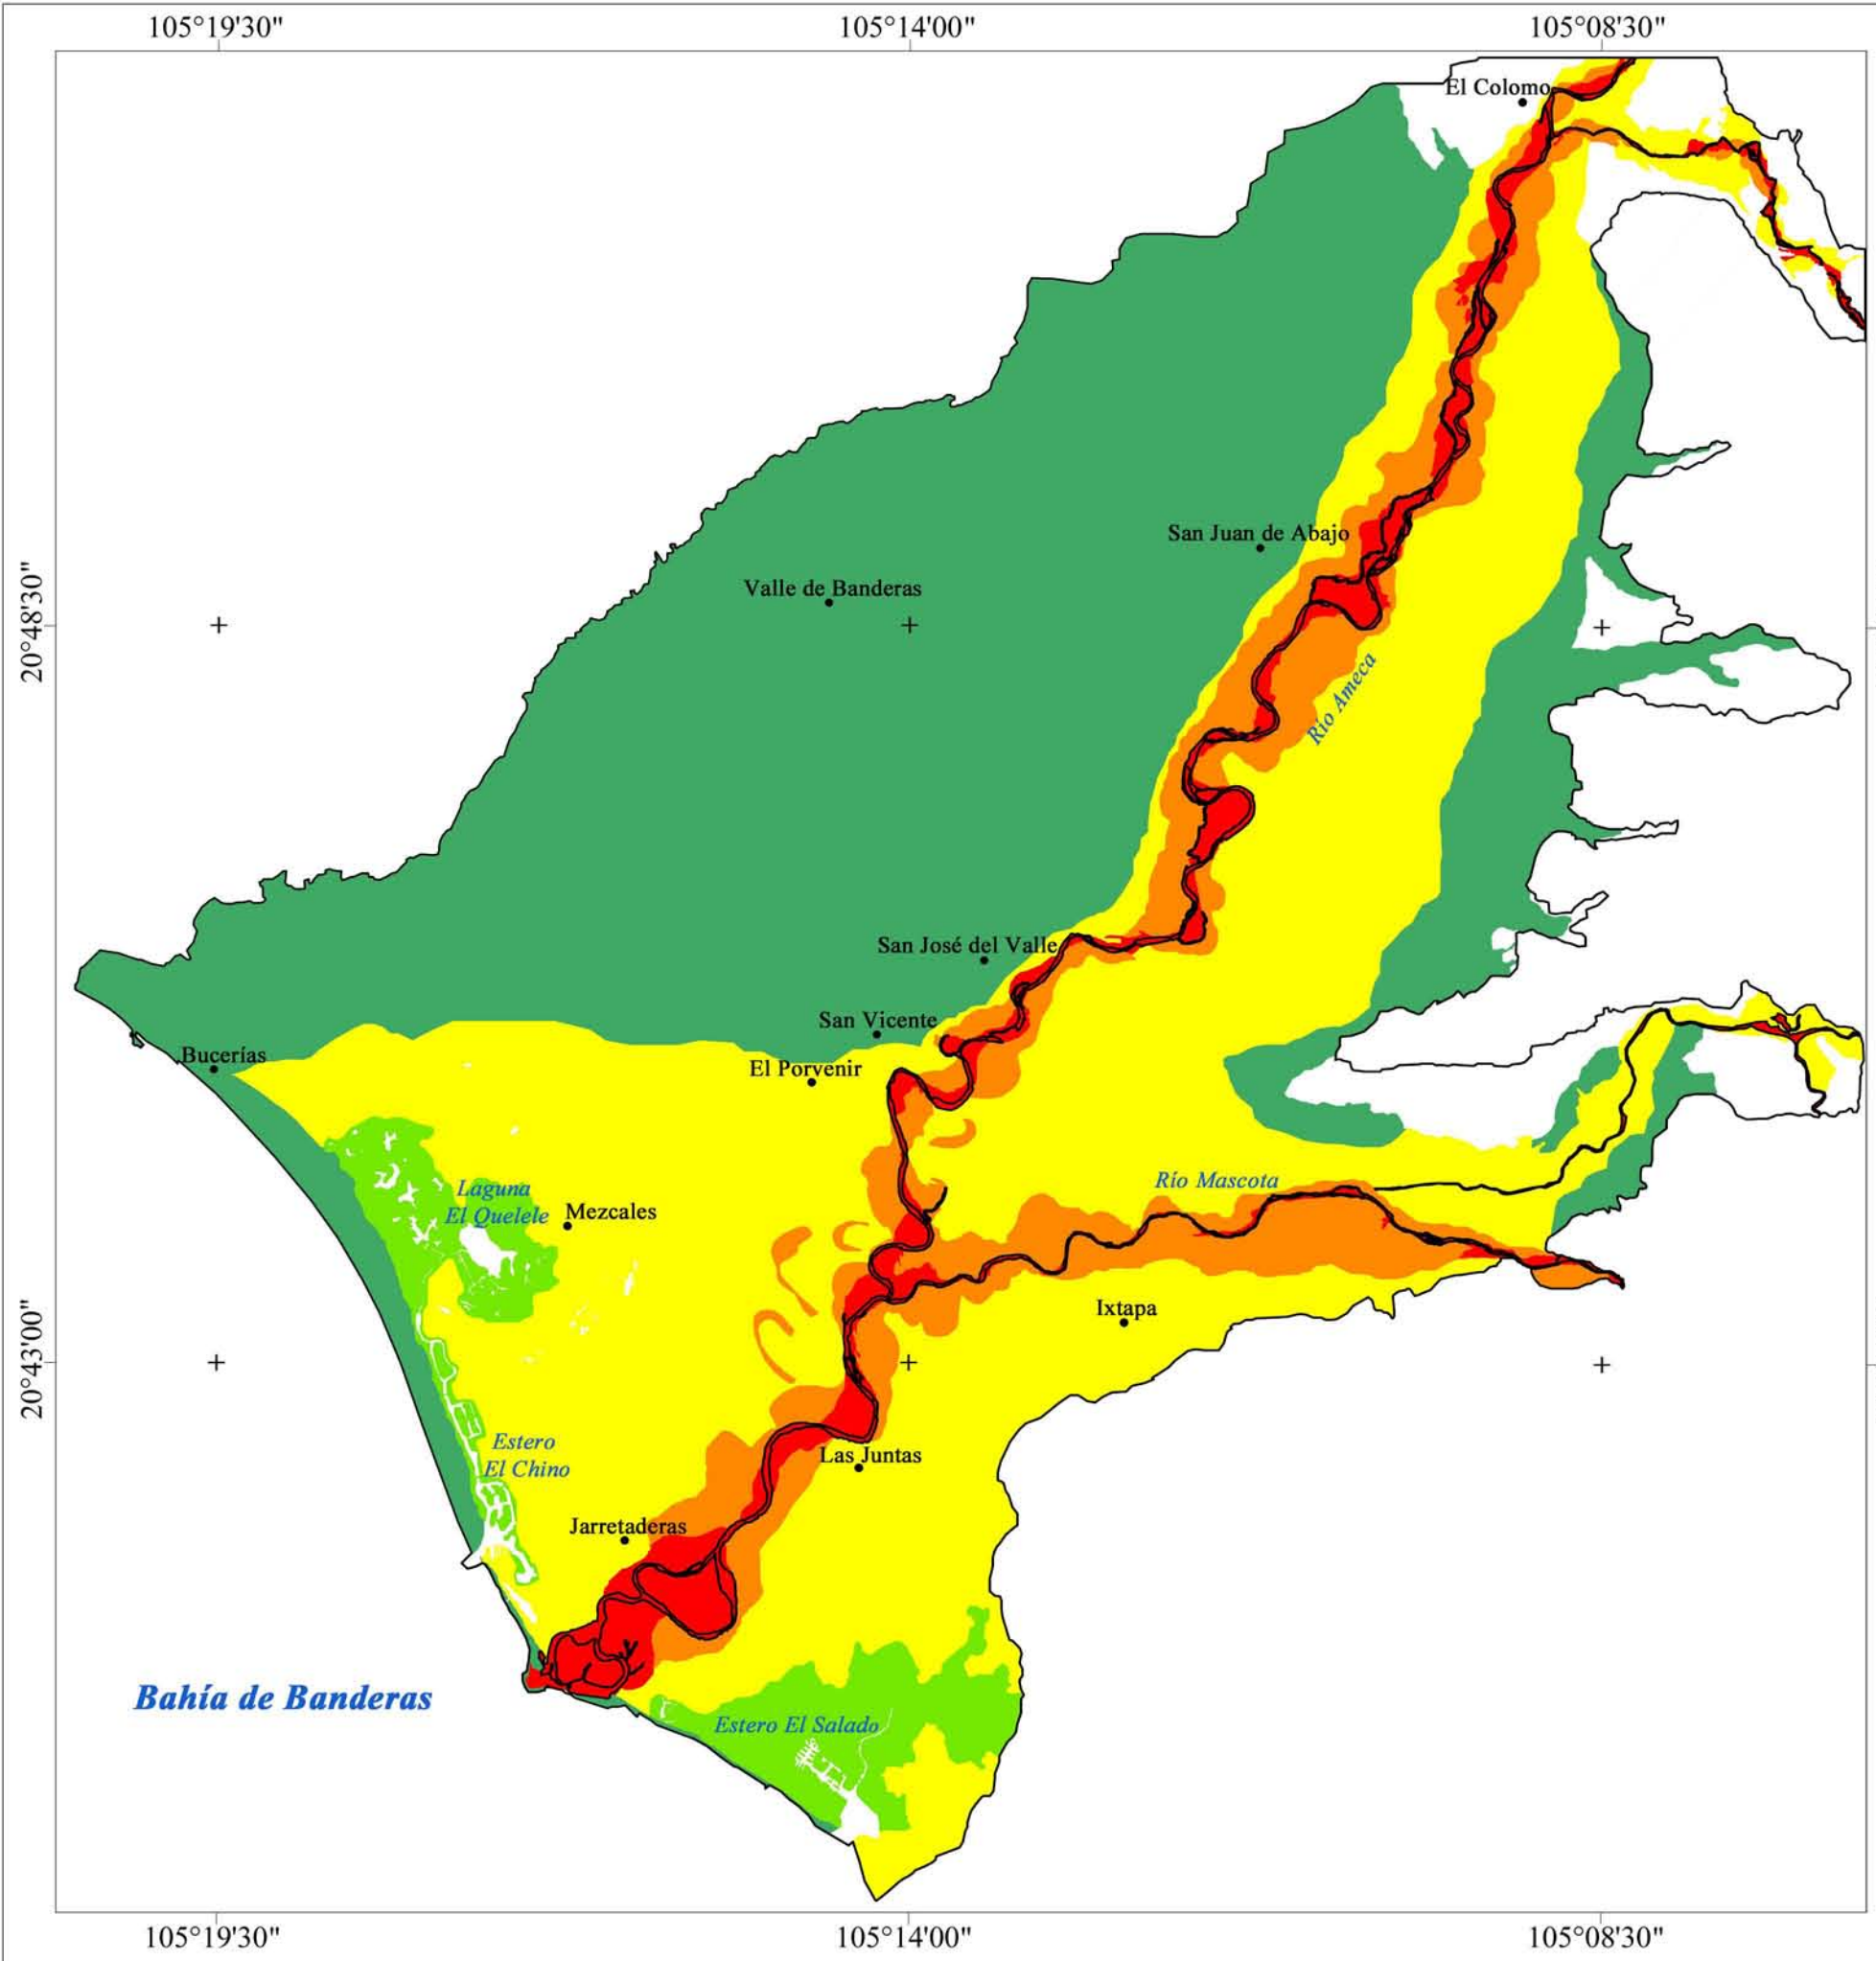 105°19'30" 105°14'00" 105°08'30"
El Colomo
San Juan de Abajo
Valle de Banderas
20°48'30"
Río Ameca
San José del Valle
San Vicente
Bucerías
El Porvenir
Río Mascota
Laguna
El Quelele
Mezcales
Ixtapa
20°43'00"
Estero
El Chino
Las Juntas
Jarretaderas
Bahía de Banderas
Estero El Salado
105°19'30" 105°14'00" 105°08'30"